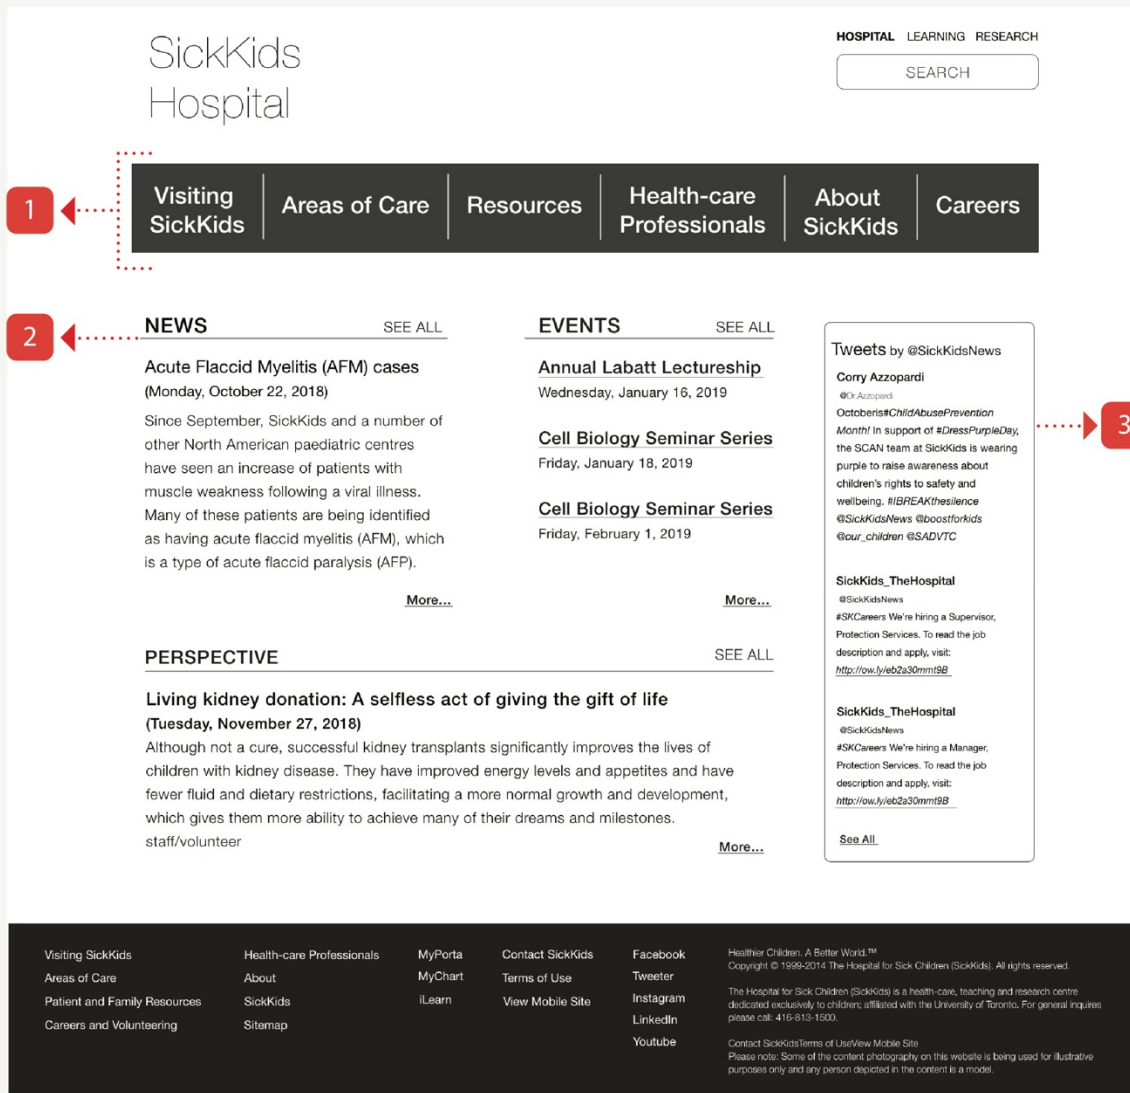 SickKids
Hospital
HOSPITAL LEARNING RESEARCH
SEARCH
1
Visiting
SickKids
Areas of Care
Resources
Health-care
Professionals
About
SickKids
Careers
2
NEWS SEE ALL
Acute Flaccid Myelitis (AFM) cases
(Monday, October 22, 2018)
Since September, SickKids and a number of
other North American paediatric centres
have seen an increase of patients with
muscle weakness following a viral illness.
Many of these patients are being identified
as having acute flaccid myelitis (AFM), which
is a type of acute flaccid paralysis (AFP).
More...
EVENTS SEE ALL
Annual Labatt Lectureship
Wednesday, January 16, 2019
Cell Biology Seminar Series
Friday, January 18, 2019
Cell Biology Seminar Series
Friday, February 1, 2019
More...
PERSPECTIVE SEE ALL
Living kidney donation: A selfless act of giving the gift of life
(Tuesday, November 27, 2018)
Although not a cure, successful kidney transplants significantly improves the lives of
children with kidney disease. They have improved energy levels and appetites and have
fewer fluid and dietary restrictions, facilitating a more normal growth and development,
which gives them more ability to achieve many of their dreams and milestones.
staff/volunteer
More...
Tweets by @SickKidsNews
Corry Azzopardi
@Dr.Azzopardi
Octoberis#ChildAbusePrevention
Month! In support of #DressPurpleDay,
the SCAN team at SickKids is wearing
purple to raise awareness about
children's rights to safety and
wellbeing. #IBREAKthesilence
@SickKidsNews @boostforkids
@our_children @SADVTC
SickKids_TheHospital
@SickKidsNews
#SKCareers We're hiring a Supervisor,
Protection Services. To read the job
description and apply, visit:
http://ow.ly/eb2a30mmt9B
SickKids_TheHospital
@SickKidsNews
#SKCareers We're hiring a Manager,
Protection Services. To read the job
description and apply, visit:
http://ow.ly/eb2a30mmt9B
See All
3
Visiting SickKids
Areas of Care
Patient and Family Resources
Careers and Volunteering
Health-care Professionals
About
SickKids
Sitemap
MyPorta
MyChart
iLearn
Contact SickKids
Terms of Use
View Mobile Site
Facebook
Tweeter
Instagram
LinkedIn
Youtube
Healthier Children. A Better World.™
Copyright © 1999-2014 The Hospital for Sick Children (SickKids). All rights reserved.
The Hospital for Sick Children (SickKids) is a health-care, teaching and research centre
dedicated exclusively to children; affiliated with the University of Toronto. For general inquires
please call: 416-813-1500.
Contact SickKidsTerms of UseView Mobile Site
Please note: Some of the content photography on this website is being used for illustrative
purposes only and any person depicted in the content is a model.